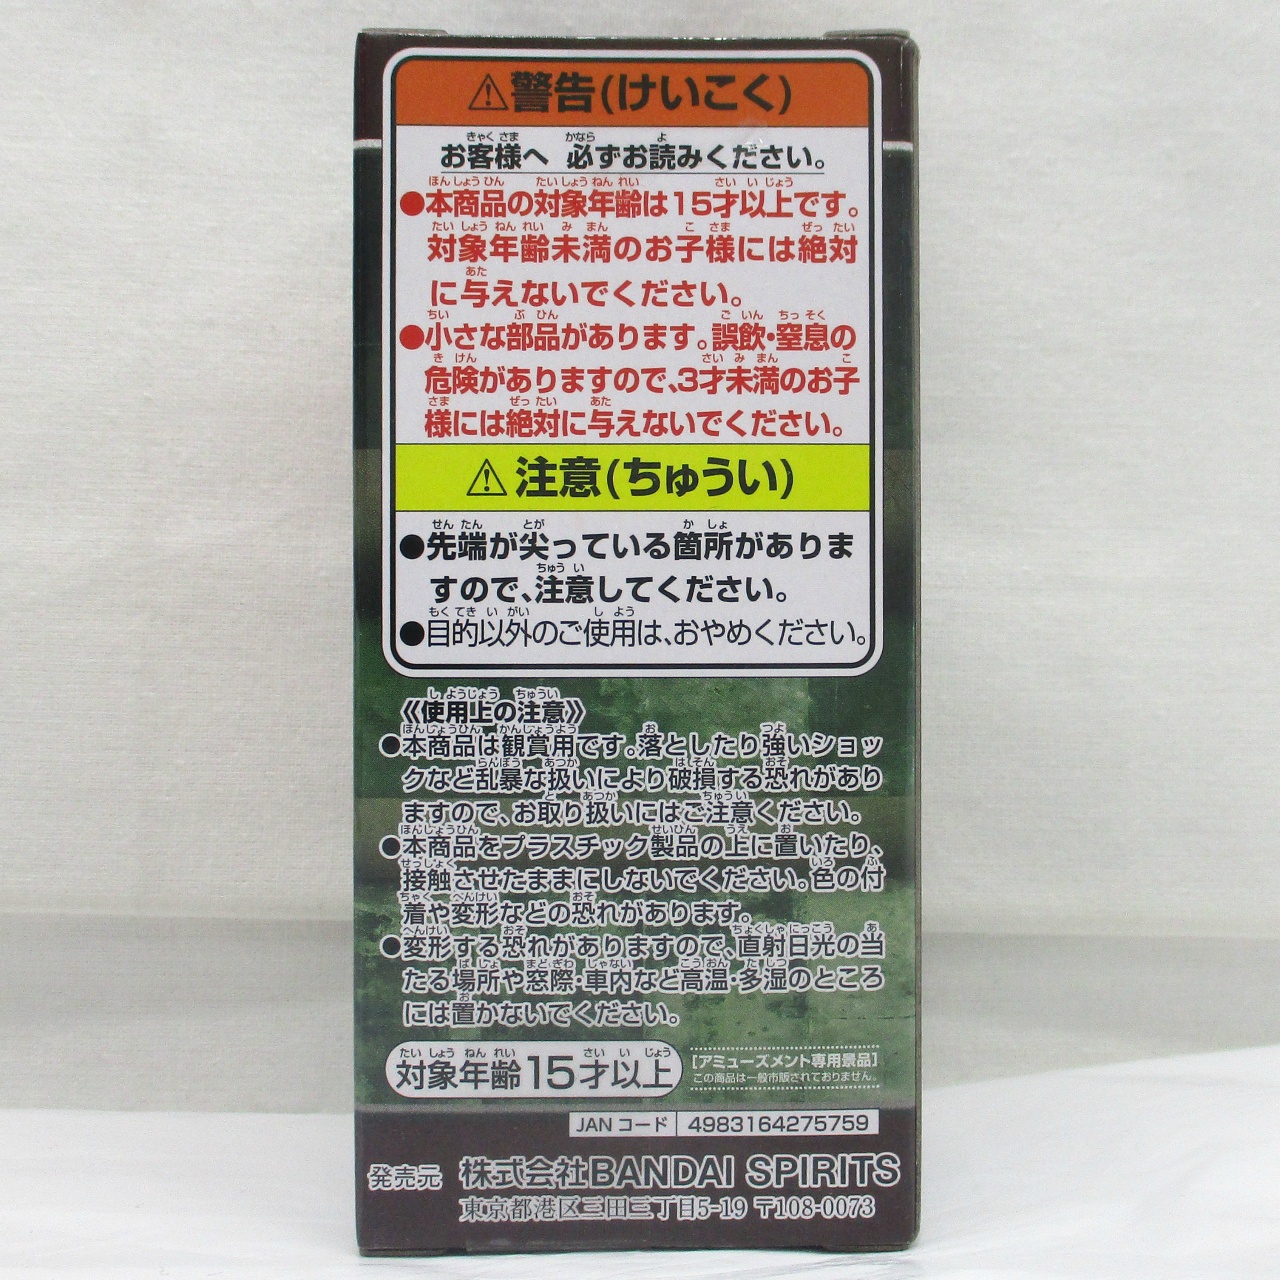 ⚠警告(けいこく)
お客様へ 必ずお読みください。
●本商品の対象年齢は15才以上です。
対象年齢未満のお子様には絶対
に与えないでください。
●小さな部品があります。誤飲・窒息の
危険がありますので、3才未満のお子
様には絶対に与えないでください。
⚠注意(ちゅうい)
●先端が尖っている箇所がありま
すので、注意してください。
●目的以外のご使用は、おやめください。
《使用上の注意》
●本商品は観賞用です。落としたり強いショッ
クなど乱暴な扱いにより破損する恐れがあり
ますので、お取り扱いにはご注意ください。
●本商品をプラスチック製品の上に置いたり、
接触させたままにしないでください。色の付
着や変形などの恐れがあります。
●変形する恐れがありますので、直射日光の当
たる場所や窓際・車内など高温・多湿のところ
には置かないでください。
対象年齢15才以上
[アミューズメント専用景品]
この商品は一般市販されておりません。
JANコード 4983164275759
発売元 株式会社BANDAI SPIRITS
東京都港区三田三丁目5-19 〒108-0073